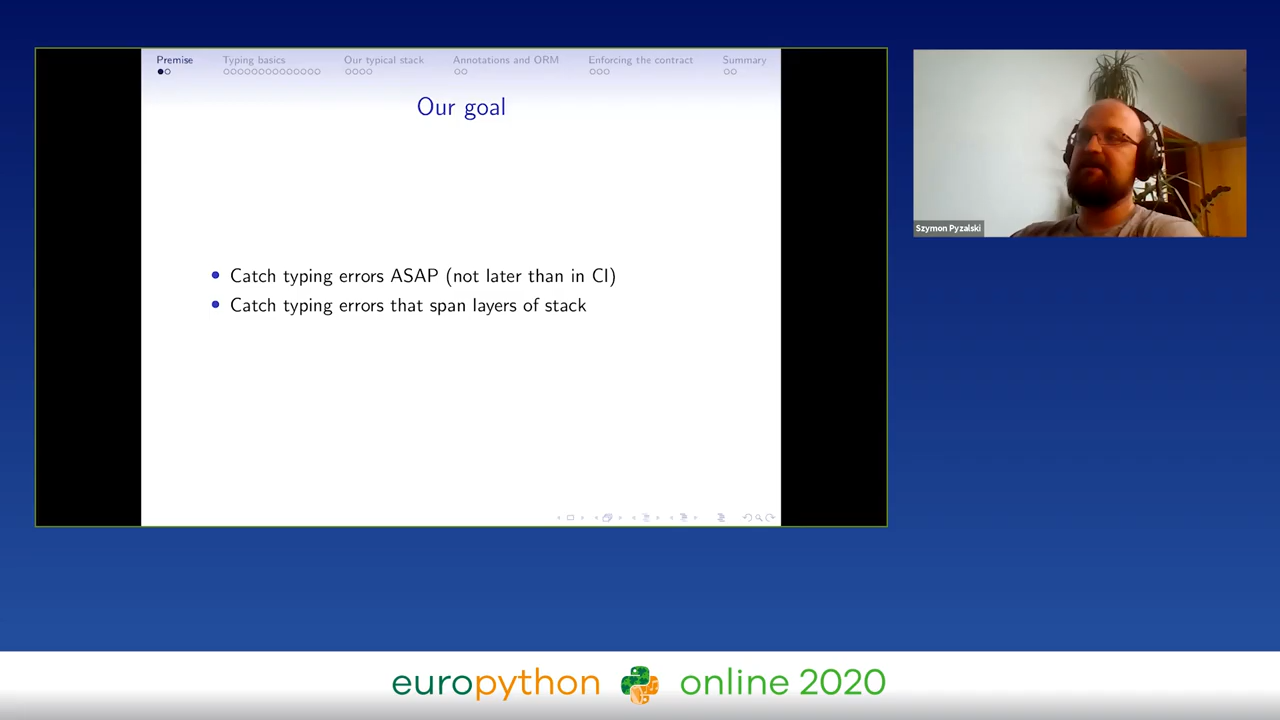 Premise
Typing basics
Our typical stack
Annotations and ORM
Enforcing the contract
Summary
Our goal
Catch typing errors ASAP (not later than in CI)
Catch typing errors that span layers of stack
Szymon Pyzalski
europython online 2020